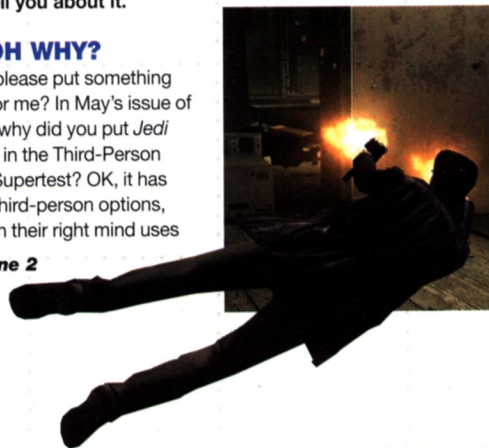 ll you about it.
OH WHY?
please put something
or me? In May's issue of
why did you put Jedi
in the Third-Person
Supertest? OK, it has
hird-person options,
n their right mind uses
ne 2